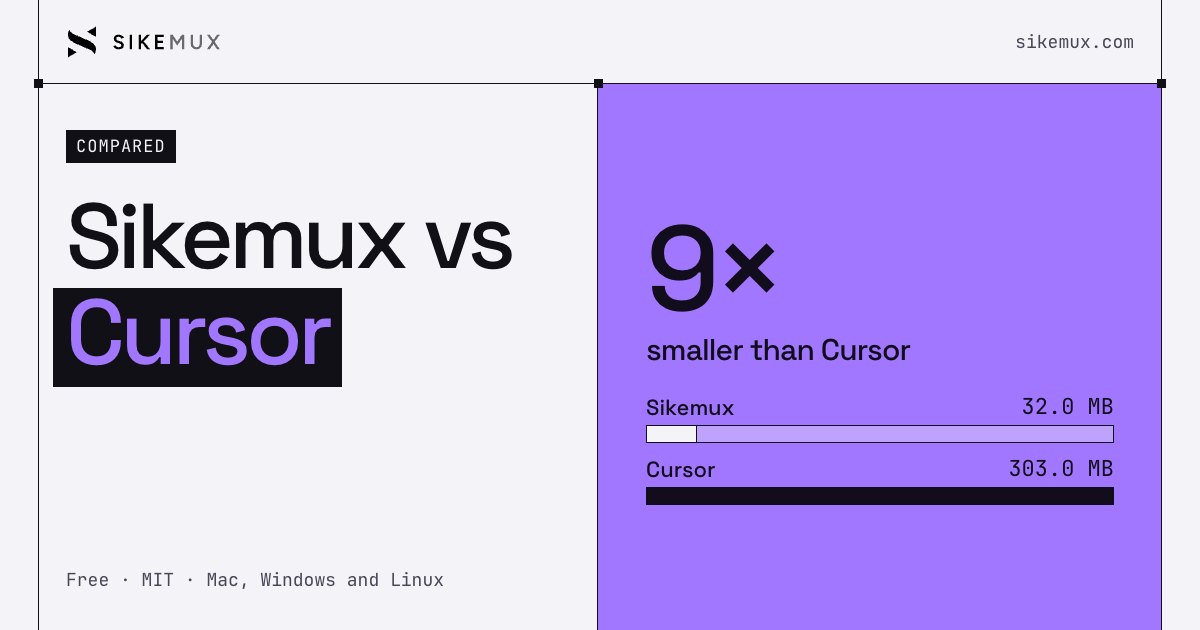 SIKEMUX
sikemux.com
COMPARED
Sikemux vs
Cursor
9×
smaller than Cursor
Sikemux 32.0 MB
Cursor 303.0 MB
Free · MIT · Mac, Windows and Linux